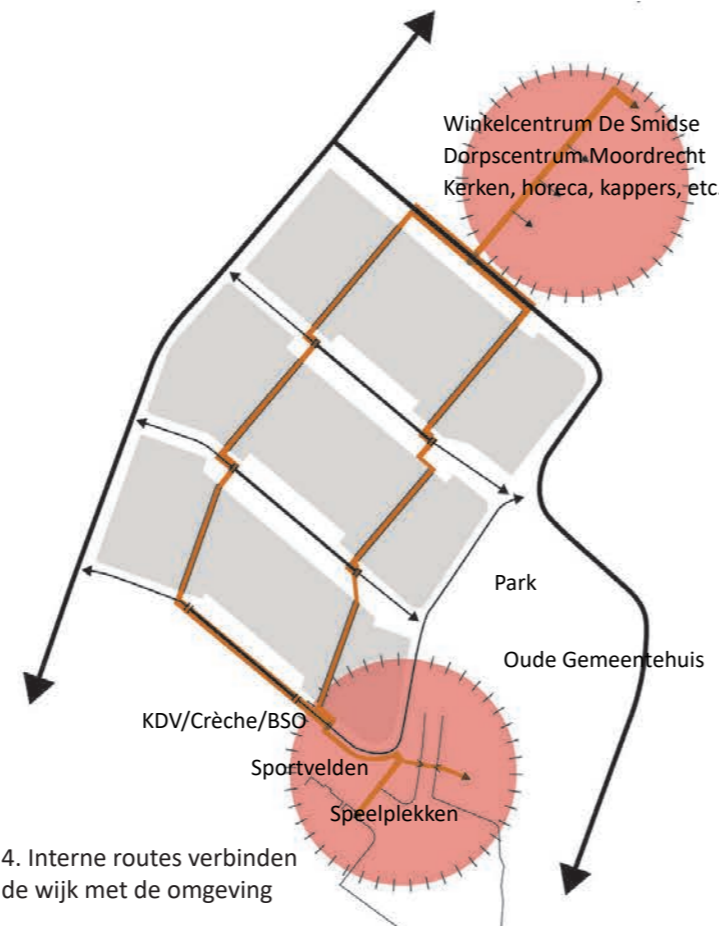 Winkelcentrum De Smidse
Dorpscentrum Moordrecht
Kerken, horeca, kappers, etc.
Park
Oude Gemeentehuis
KDV/Crèche/BSO
Sportvelden
Speelplekken
4. Interne routes verbinden
de wijk met de omgeving